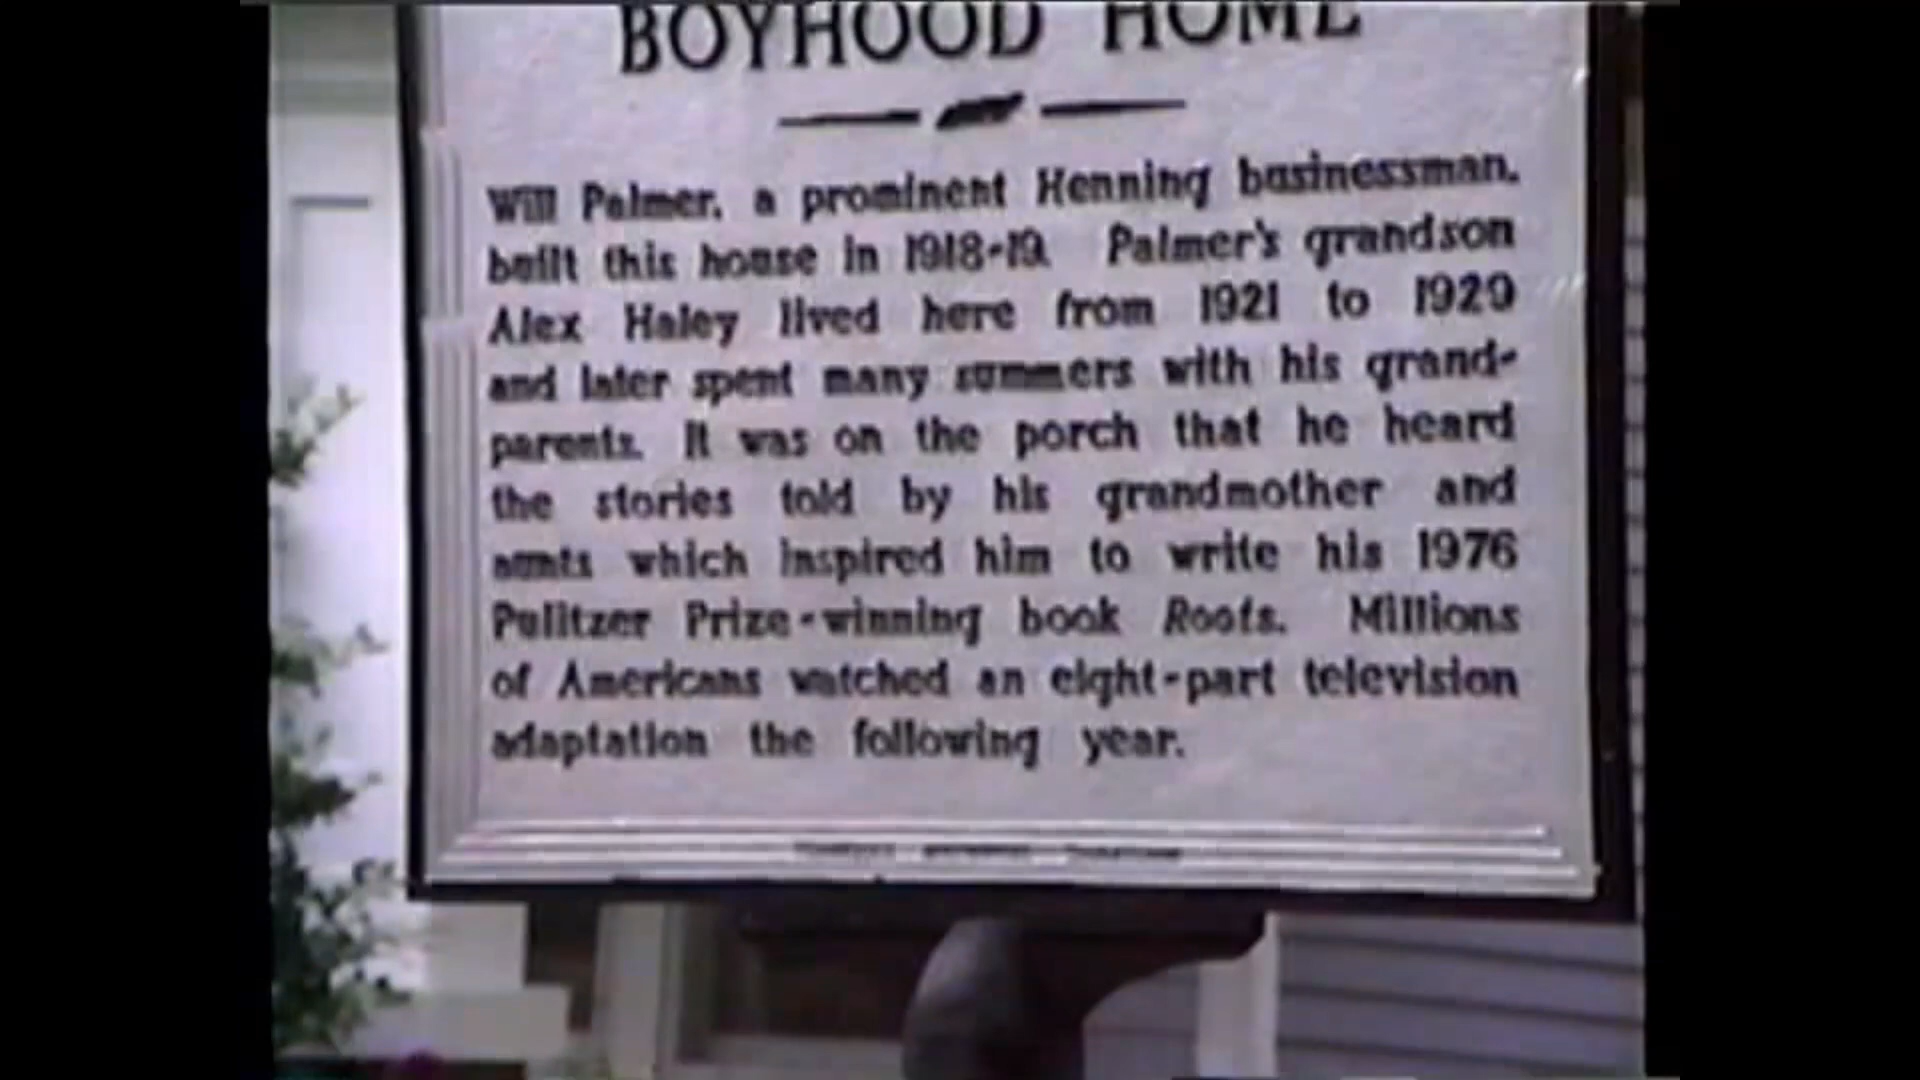 BOYHOOD HOME
Will Palmer, a prominent Henning businessman,
built this house in 1918-19. Palmer's grandson
Alex Haley lived here from 1921 to 1929
and later spent many summers with his grand-
parents. It was on the porch that he heard
the stories told by his grandmother and
aunts which inspired him to write his 1976
Pulitzer Prize-winning book Roots. Millions
of Americans watched an eight-part television
adaptation the following year.